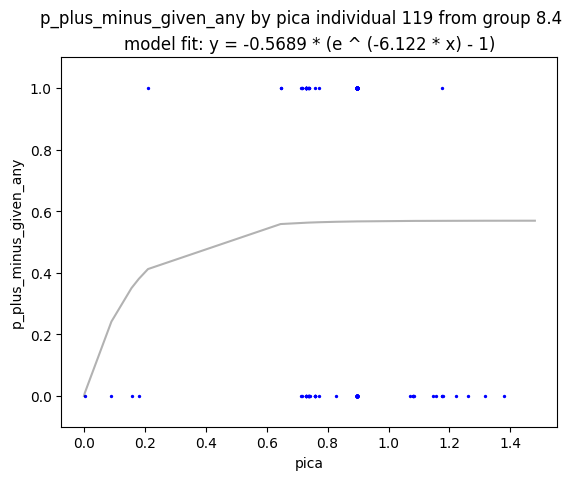 p_plus_minus_given_any by pica individual 119 from group 8.4
model fit: y = -0.5689 * (e ^ (-6.122 * x) - 1)
1.0
0.8
0.6
0.4
0.2
0.0
p_plus_minus_given_any
0.0 0.2 0.4 0.6 0.8 1.0 1.2 1.4
pica